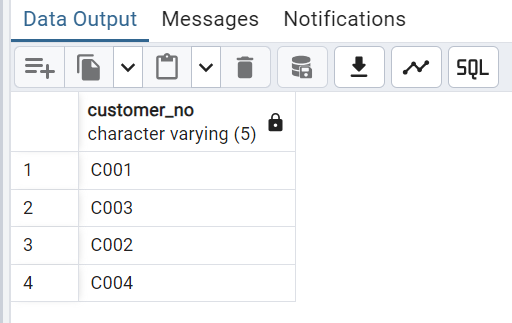 Data Output Messages Notifications
SQL
customer_no
character varying (5)
1 C001
2 C003
3 C002
4 C004